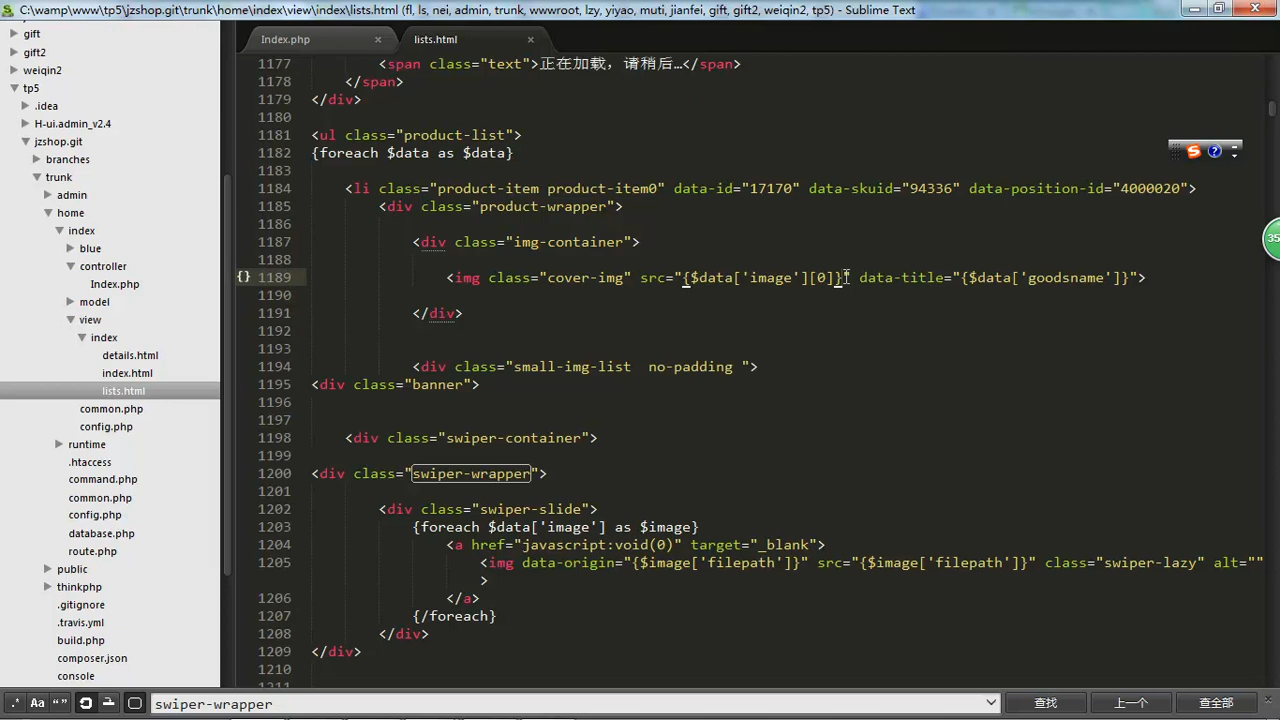 C:\wamp\www\tp5\jzshop.git\trunk\home\index\view\index\lists.html (fl, ls, nei, admin, trunk, wwwroot, lzy, yiyao, muti, jianfei, gift, gift2, weiqin2, tp5) - Sublime Text
gift
gift2
weiqin2
tp5
.idea
H-ui.admin_v2.4
jzshop.git
branches
trunk
admin
home
index
blue
controller
Index.php
model
view
index
details.html
index.html
lists.html
common.php
config.php
runtime
.htaccess
command.php
common.php
config.php
database.php
route.php
public
thinkphp
.gitignore
.travis.yml
build.php
composer.json
console
Index.php × lists.html ×
1177 <span class="text">正在加载，请稍后…</span>
1178 </span>
1179 </div>
1180
1181 <ul class="product-list">
1182 {foreach $data as $data}
1183
1184 <li class="product-item product-item0" data-id="17170" data-skuid="94336" data-position-id="4000020">
1185 <div class="product-wrapper">
1186
1187 <div class="img-container">
1188
{} 1189 <img class="cover-img" src="{$data['image'][0]}" data-title="{$data['goodsname']}">
1190
1191 </div>
1192
1193
1194 <div class="small-img-list  no-padding ">
1195 <div class="banner">
1196
1197
1198 <div class="swiper-container">
1199
1200 <div class="swiper-wrapper">
1201
1202 <div class="swiper-slide">
1203 {foreach $data['image'] as $image}
1204 <a href="javascript:void(0)" target="_blank">
1205 <img data-origin="{$image['filepath']}" src="{$image['filepath']}" class="swiper-lazy" alt=""
>
1206 </a>
1207 {/foreach}
1208 </div>
1209 </div>
1210
1211
35
.* Aa “ ” swiper-wrapper 查找 上一个 查全部